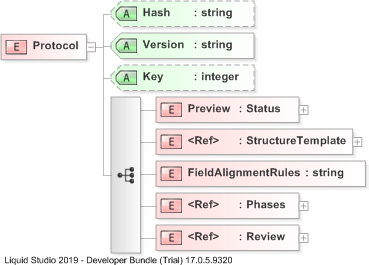 A Hash : string
E Protocol
A Version : string
A Key : integer
E Preview : Status
E <Ref> : StructureTemplate
E FieldAlignmentRules : string
E <Ref> : Phases
E <Ref> : Review
Liquid Studio 2019 - Developer Bundle (Trial) 17.0.5.9320